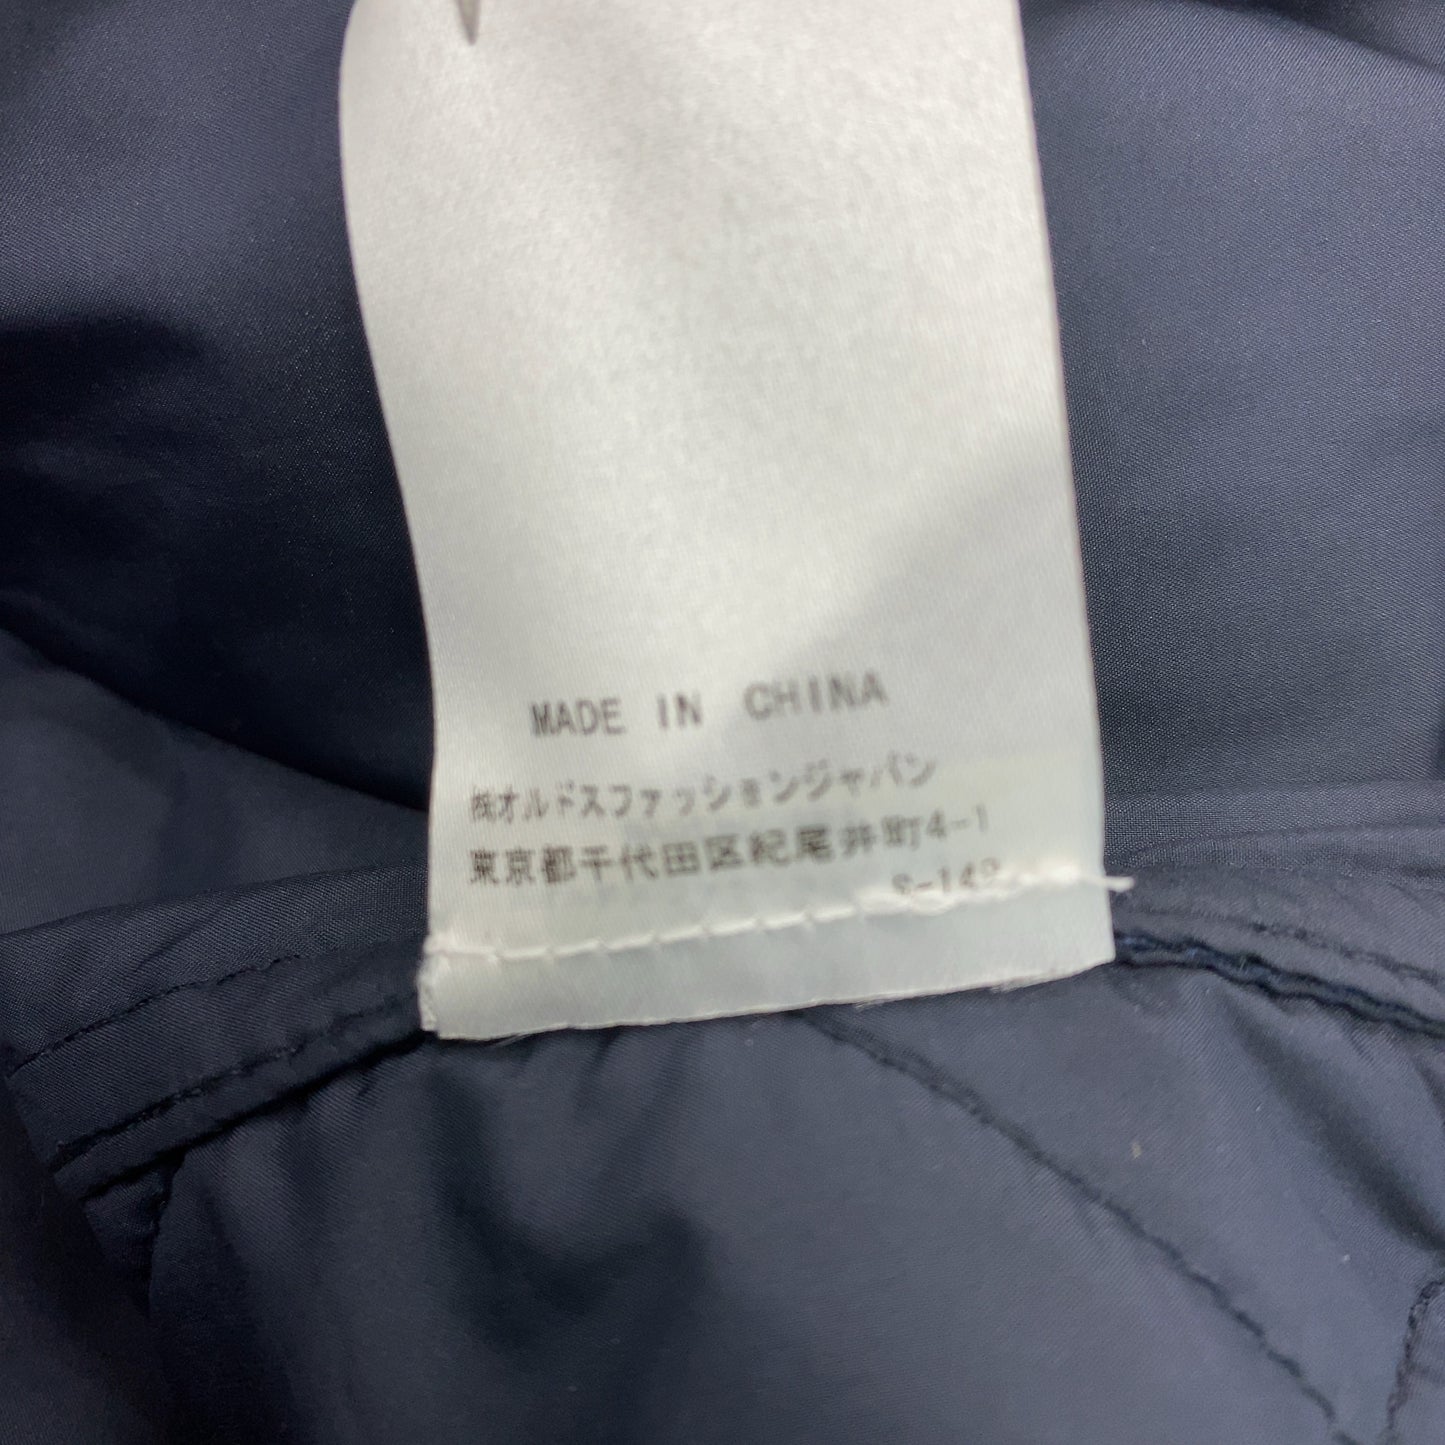 MADE IN CHINA
㈱オルドスファッションジャパン
東京都千代田区紀尾井町4-1
S-142